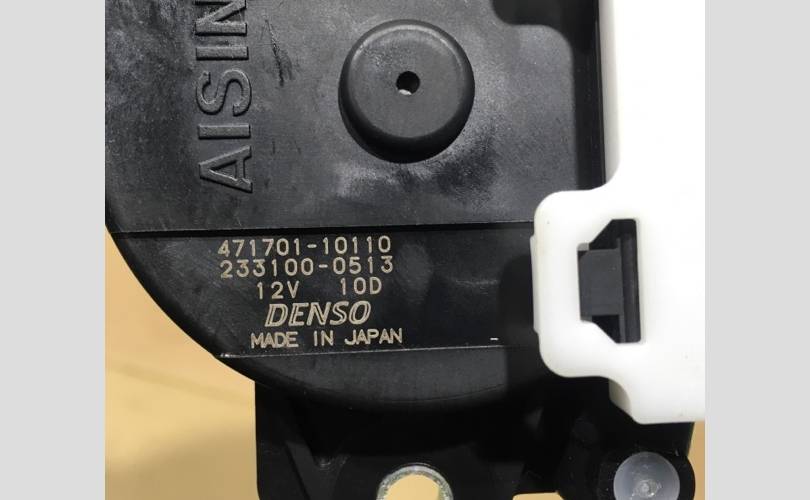 AISIN
471701-10110
233100-0513
12V 10D
DENSO
MADE IN JAPAN